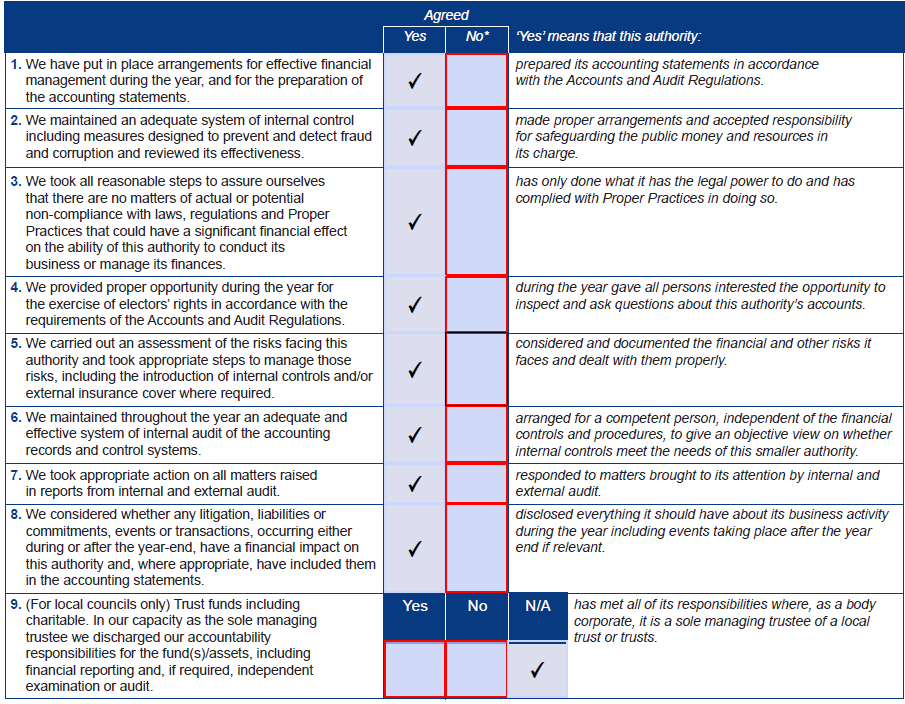 Agreed
Yes
No*
‘Yes’ means that this authority:
1. We have put in place arrangements for effective financial
management during the year, and for the preparation of
the accounting statements.
✓
prepared its accounting statements in accordance
with the Accounts and Audit Regulations.
2. We maintained an adequate system of internal control
including measures designed to prevent and detect fraud
and corruption and reviewed its effectiveness.
✓
made proper arrangements and accepted responsibility
for safeguarding the public money and resources in
its charge.
3. We took all reasonable steps to assure ourselves
that there are no matters of actual or potential
non-compliance with laws, regulations and Proper
Practices that could have a significant financial effect
on the ability of this authority to conduct its
business or manage its finances.
✓
has only done what it has the legal power to do and has
complied with Proper Practices in doing so.
4. We provided proper opportunity during the year for
the exercise of electors’ rights in accordance with the
requirements of the Accounts and Audit Regulations.
✓
during the year gave all persons interested the opportunity to
inspect and ask questions about this authority’s accounts.
5. We carried out an assessment of the risks facing this
authority and took appropriate steps to manage those
risks, including the introduction of internal controls and/or
external insurance cover where required.
✓
considered and documented the financial and other risks it
faces and dealt with them properly.
6. We maintained throughout the year an adequate and
effective system of internal audit of the accounting
records and control systems.
✓
arranged for a competent person, independent of the financial
controls and procedures, to give an objective view on whether
internal controls meet the needs of this smaller authority.
7. We took appropriate action on all matters raised
in reports from internal and external audit.
✓
responded to matters brought to its attention by internal and
external audit.
8. We considered whether any litigation, liabilities or
commitments, events or transactions, occurring either
during or after the year-end, have a financial impact on
this authority and, where appropriate, have included them
in the accounting statements.
✓
disclosed everything it should have about its business activity
during the year including events taking place after the year
end if relevant.
9. (For local councils only) Trust funds including
charitable. In our capacity as the sole managing
trustee we discharged our accountability
responsibilities for the fund(s)/assets, including
financial reporting and, if required, independent
examination or audit.
Yes
No
N/A
✓
has met all of its responsibilities where, as a body
corporate, it is a sole managing trustee of a local
trust or trusts.